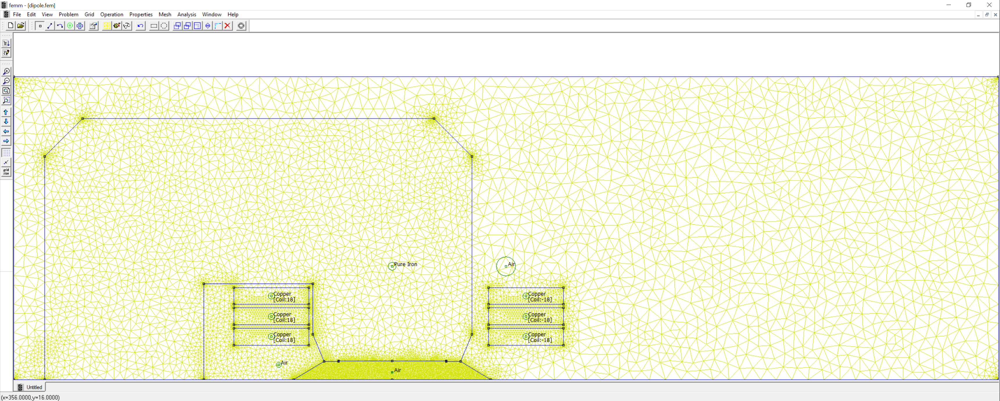 femm - [dipole.fem]
File Edit View Problem Grid Operation Properties Mesh Analysis Window Help
grid
size
Pure Iron
Air
Copper
[Coil:18]
Copper
[Coil:-18]
Copper
[Coil:18]
Copper
[Coil:-18]
Copper
[Coil:18]
Copper
[Coil:-18]
Air
Air
Untitled
(x=356.0000,y=16.0000)